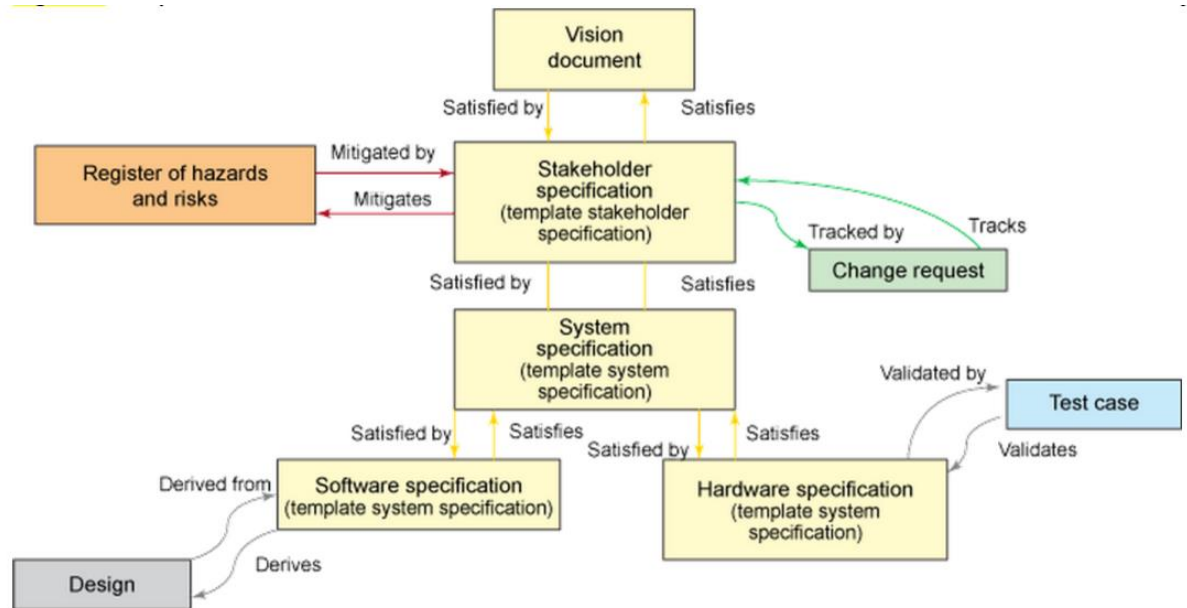 Vision
document
Satisfied by
Satisfies
Mitigated by
Register of hazards
and risks
Mitigates
Stakeholder
specification
(template stakeholder
specification)
Tracked by
Tracks
Change request
Satisfied by
Satisfies
System
specification
(template system
specification)
Validated by
Test case
Validates
Satisfied by
Satisfies
Satisfied by
Satisfies
Derived from
Software specification
(template system specification)
Hardware specification
(template system
specification)
Derives
Design